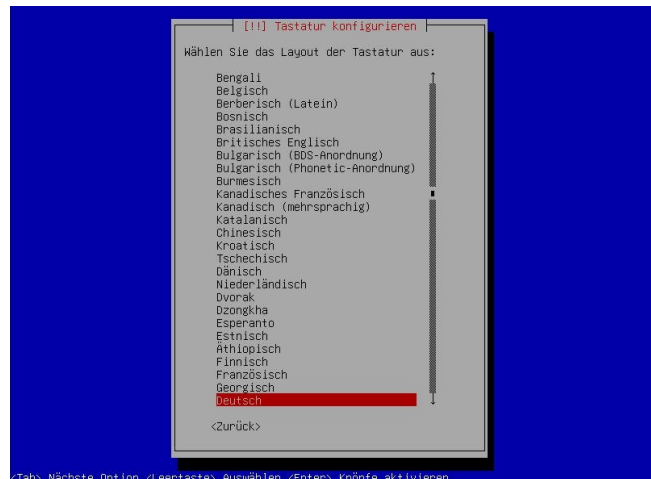 [!!] Tastatur konfigurieren
Wählen Sie das Layout der Tastatur aus:
Bengali
Belgisch
Berberisch (Latein)
Bosnisch
Brasilianisch
Britisches Englisch
Bulgarisch (BDS-Anordnung)
Bulgarisch (Phonetic-Anordnung)
Burmesisch
Kanadisches Französisch
Kanadisch (mehrsprachig)
Katalanisch
Chinesisch
Kroatisch
Tschechisch
Dänisch
Niederländisch
Dvorak
Dzongkha
Esperanto
Estnisch
Äthiopisch
Finnisch
Französisch
Georgisch
Deutsch
<Zurück>
<Tab> Nächste Option <Leertaste> Auswählen <Enter> Knöpfe aktivieren